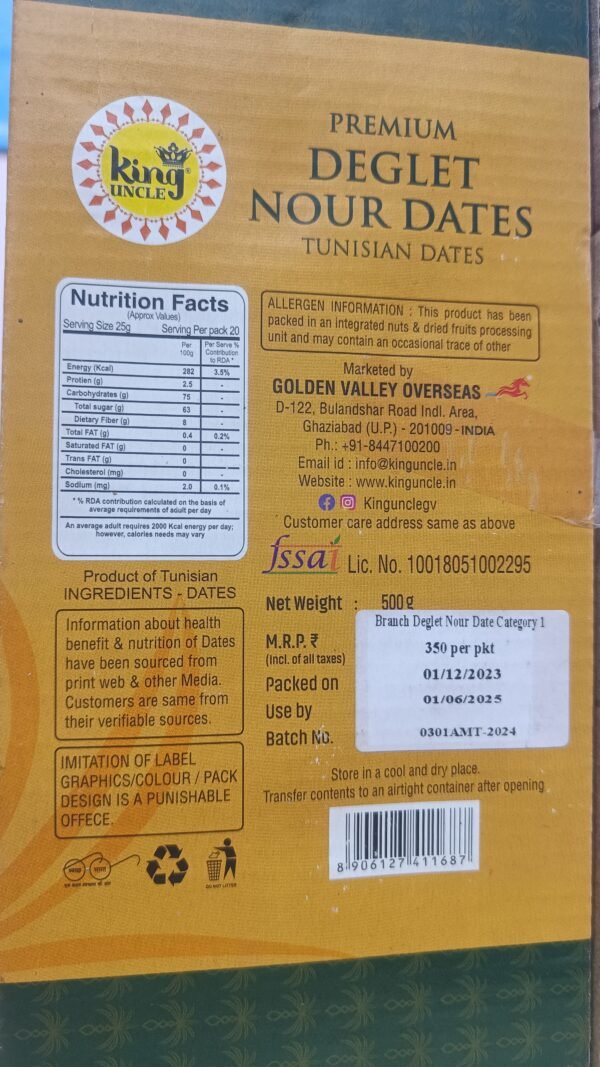 king
UNCLE
PREMIUM
DEGLET
NOUR DATES
TUNISIAN DATES
Nutrition Facts
(Approx Values)
Serving Size 25g Serving Per pack 20
Per 100g Per Serve % Contribution to RDA *
Energy (Kcal) 282 3.5%
Protien (g) 2.5 -
Carbohydrates (g) 75 -
Total sugar (g) 63 -
Dietary Fiber (g) 8 -
Total FAT (g) 0.4 0.2%
Saturated FAT (g) 0 -
Trans FAT (g) 0 -
Cholesterol (mg) 0 -
Sodium (mg) 2.0 0.1%
* % RDA contribution calculated on the basis of
average requirements of adult per day
An average adult requires 2000 Kcal energy per day;
however, calories needs may vary
Product of Tunisian
INGREDIENTS - DATES
Information about health
benefit & nutrition of Dates
have been sourced from
print web & other Media.
Customers are same from
their verifiable sources.
IMITATION OF LABEL
GRAPHICS/COLOUR / PACK
DESIGN IS A PUNISHABLE
OFFECE.
स्वच्छ भारत
DO NOT LITTER
ALLERGEN INFORMATION : This product has been
packed in an integrated nuts & dried fruits processing
unit and may contain an occasional trace of other
Marketed by
GOLDEN VALLEY OVERSEAS
D-122, Bulandshar Road Indl. Area,
Ghaziabad (U.P.) - 201009 - INDIA
Ph.: +91-8447100200
Email id : info@kinguncle.in
Website : www.kinguncle.in
Kingunclegv
Customer care address same as above
fssai Lic. No. 10018051002295
Net Weight : 500 g
Branch Deglet Nour Date Category 1
M.R.P. ₹ 350 per pkt
(Incl. of all taxes)
Packed on 01/12/2023
Use by 01/06/2025
Batch No. 0301AMT-2024
Store in a cool and dry place.
Transfer contents to an airtight container after opening
8 906127 411687